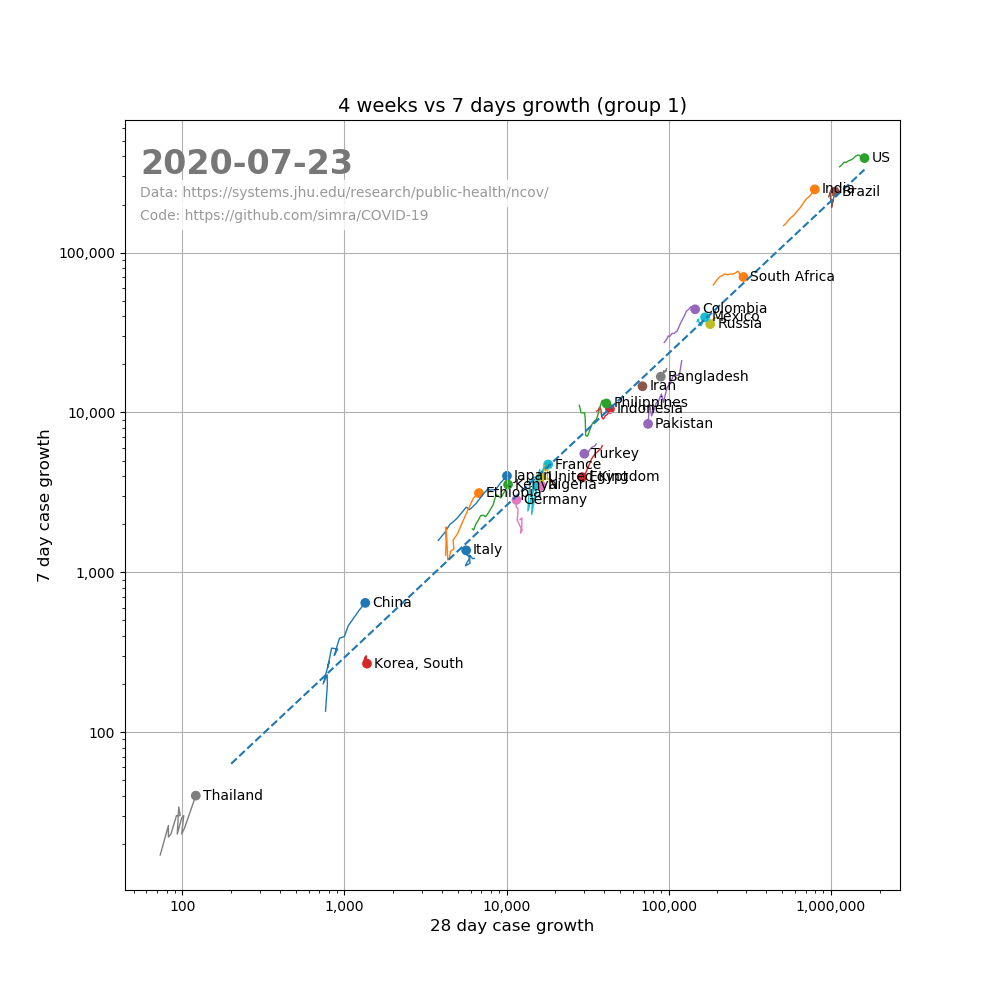 4 weeks vs 7 days growth (group 1)
2020-07-23
Data: https://systems.jhu.edu/research/public-health/ncov/
Code: https://github.com/simra/COVID-19
US
India
Brazil
100,000
South Africa
Colombia
Mexico
Russia
Bangladesh
Iran
Philippines
Indonesia
10,000
Pakistan
Turkey
France
Japan
United Kingdom
Egypt
Kenya
Nigeria
Ethiopia
Germany
Italy
1,000
China
Korea, South
100
Thailand
7 day case growth
100
1,000
10,000
100,000
1,000,000
28 day case growth